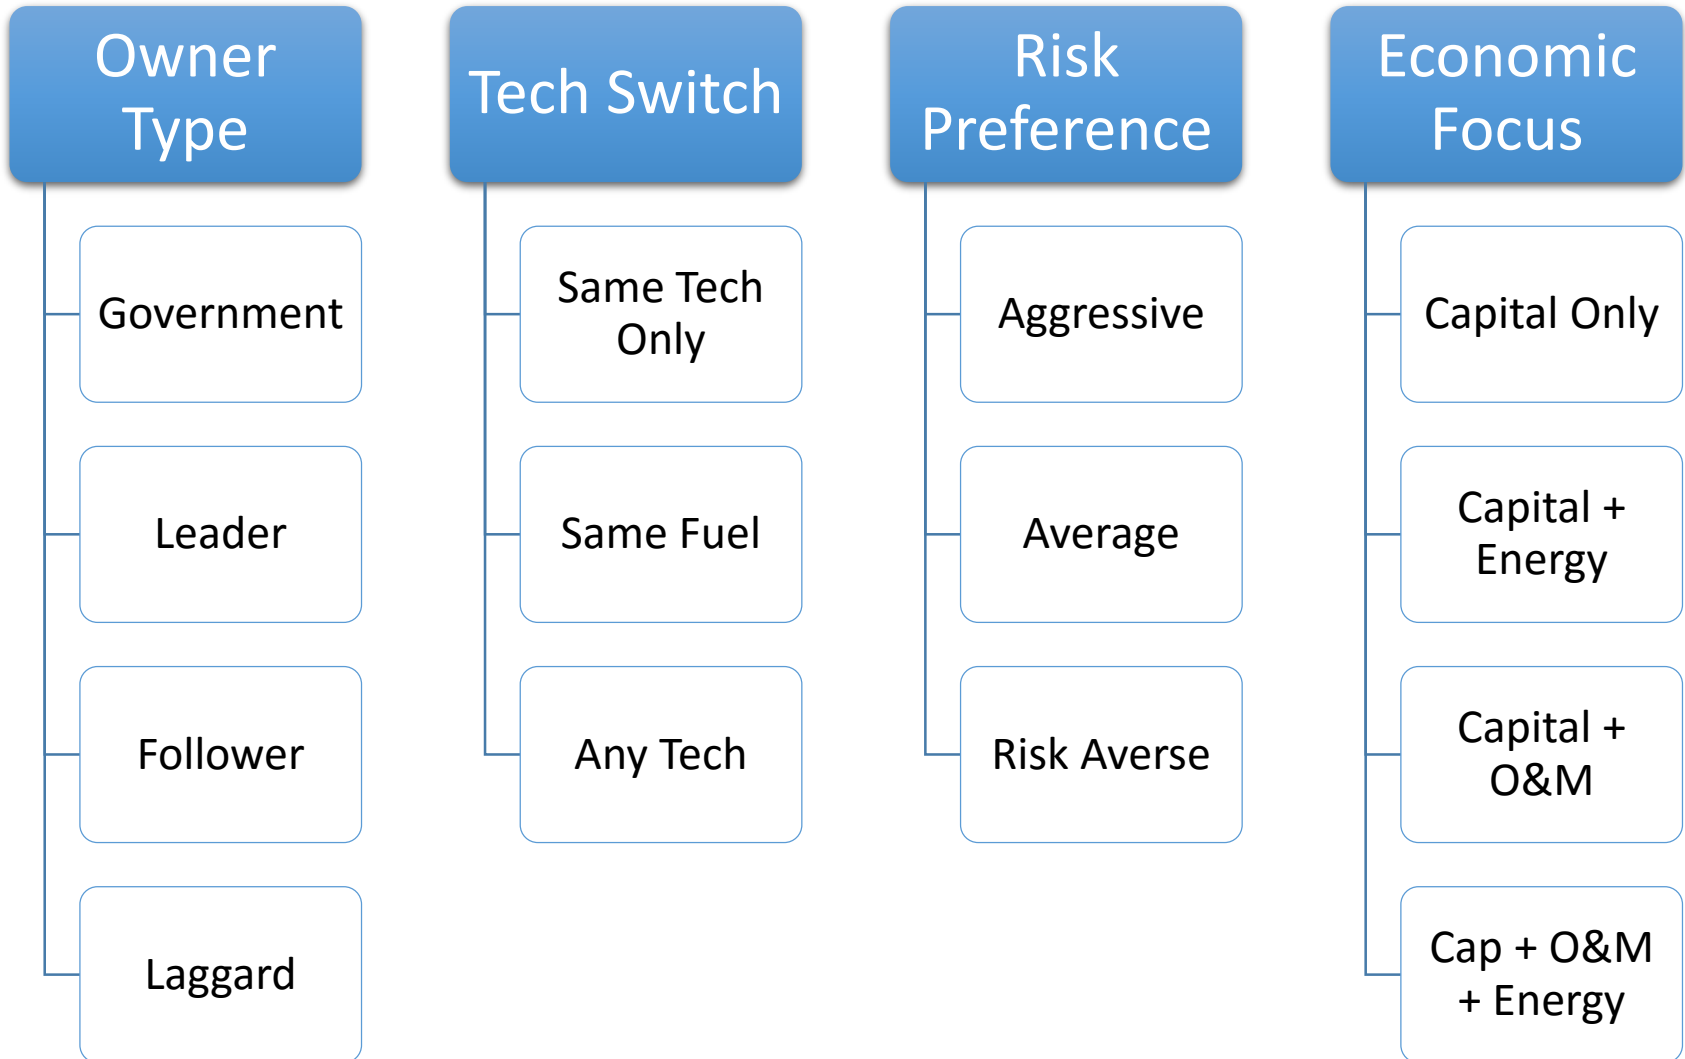 Owner
Type
Government
Leader
Follower
Laggard
Tech Switch
Same Tech
Only
Same Fuel
Any Tech
Risk
Preference
Aggressive
Average
Risk Averse
Economic
Focus
Capital Only
Capital +
Energy
Capital +
O&M
Cap + O&M
+ Energy